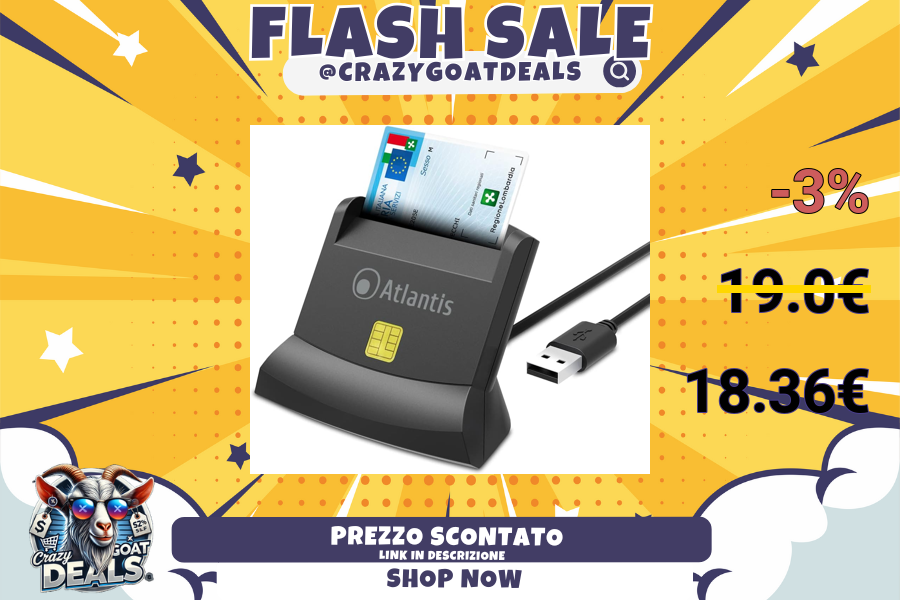 FLASH SALE
@CRAZYGOATDEALS
-3%
19.0€
18.36€
Sesso M
RegioneLombardia
Atlantis
$
52%
Crazy
GOAT
DEALS
PREZZO SCONTATO
LINK IN DESCRIZIONE
SHOP NOW